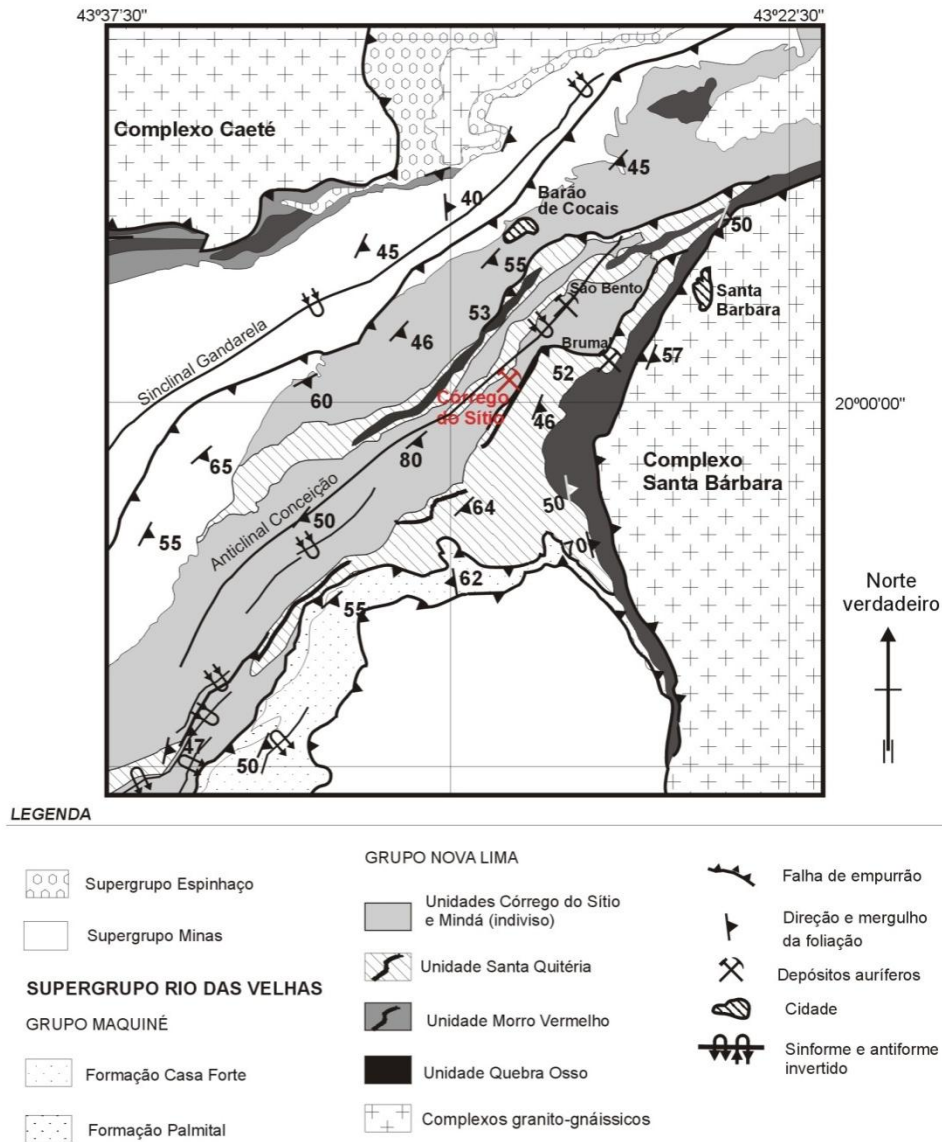 43º37'30"
43º22'30"
Complexo Caeté
45
40
Barão
de Cocais
45
55
50
São Bento
Santa
Barbara
53
Sinclinal Gandarela
46
Brumal
52
57
60
Córrego
do Sítio
20º00'00"
46
80
65
Complexo
Santa Bárbara
Anticlinal Conceição
50
64
50
55
70
62
55
Norte
verdadeiro
47
50
LEGENDA
Supergrupo Espinhaço
Supergrupo Minas
SUPERGRUPO RIO DAS VELHAS
GRUPO MAQUINÉ
Formação Casa Forte
Formação Palmital
GRUPO NOVA LIMA
Unidades Córrego do Sítio
e Mindá (indiviso)
Unidade Santa Quitéria
Unidade Morro Vermelho
Unidade Quebra Osso
Complexos granito-gnáissicos
Falha de empurrão
Direção e mergulho
da foliação
Depósitos auríferos
Cidade
Sinforme e antiforme
invertido